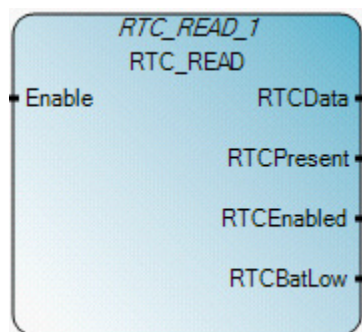 RTC_READ_1
RTC_READ
Enable RTCData
RTCPresent
RTCEnabled
RTCBatLow